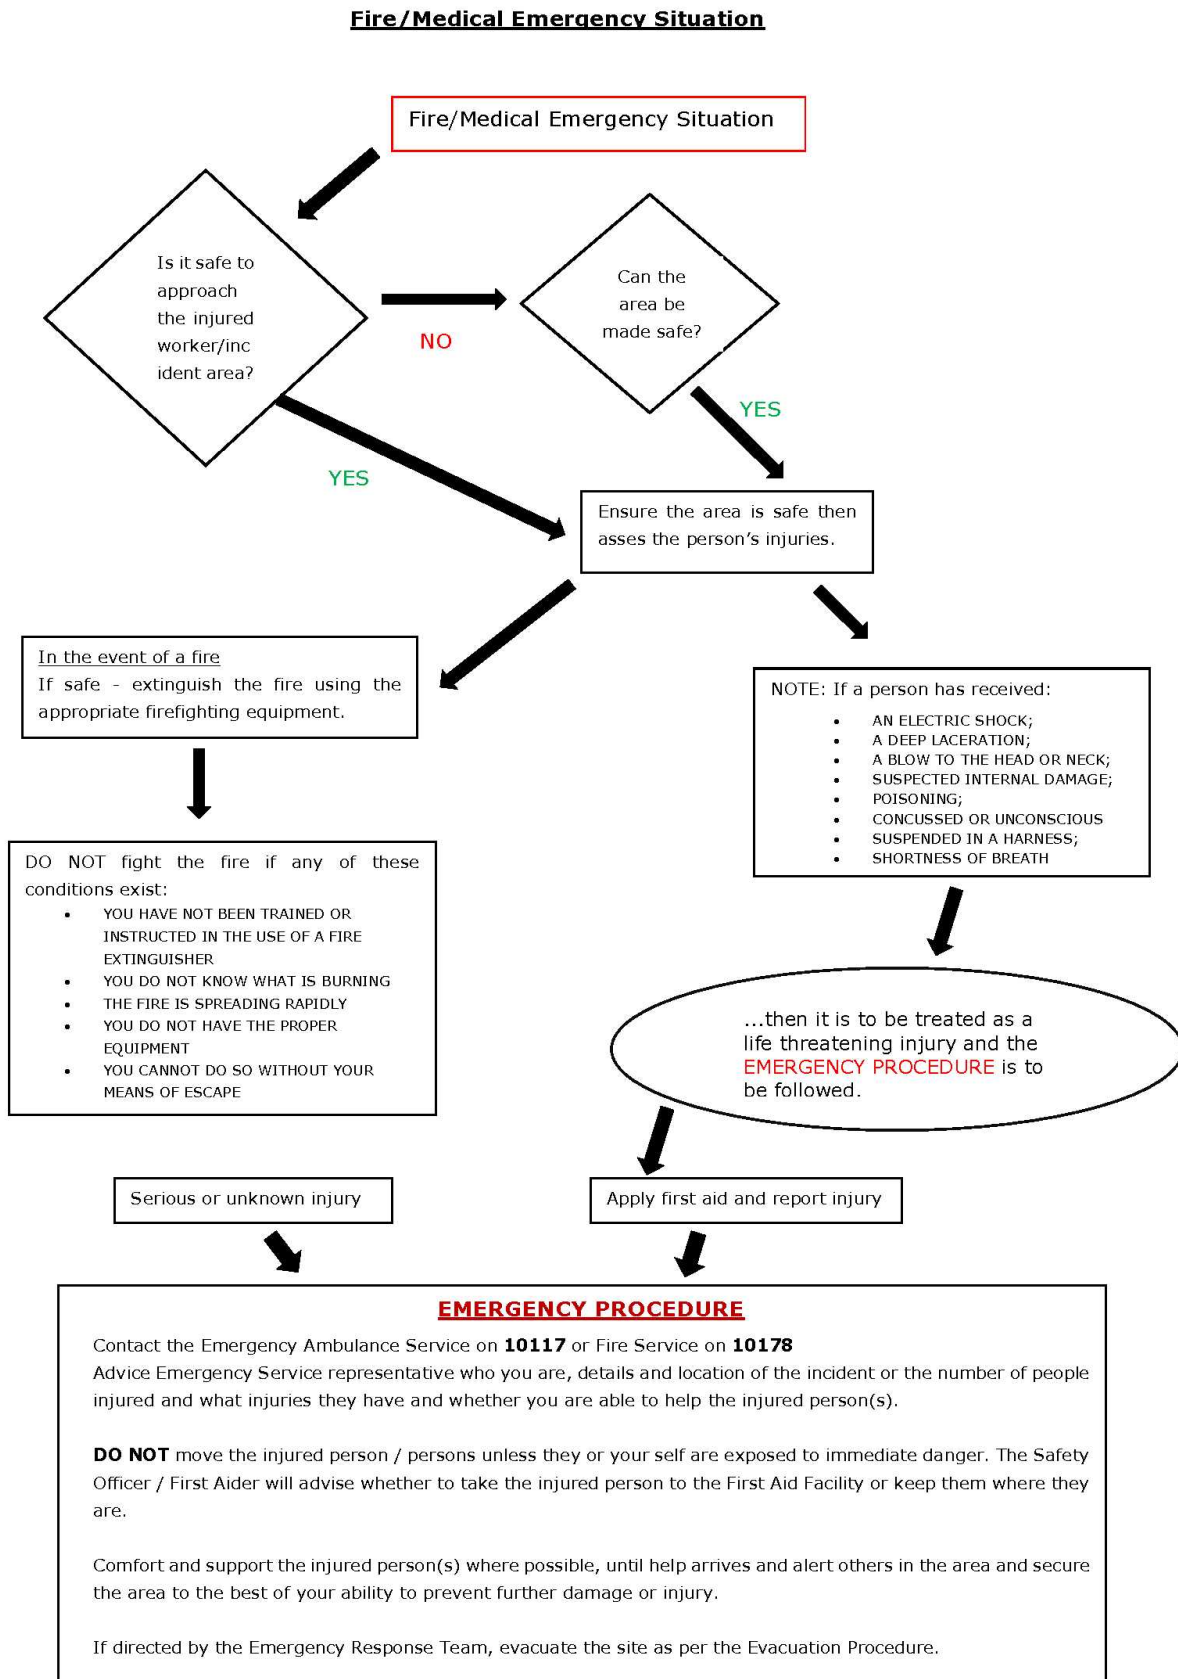 Fire/Medical Emergency Situation
Fire/Medical Emergency Situation
Is it safe to
approach
the injured
worker/inc
ident area?
NO
Can the
area be
made safe?
YES
YES
Ensure the area is safe then
asses the person's injuries.
In the event of a fire
If safe - extinguish the fire using the
appropriate firefighting equipment.
NOTE: If a person has received:
• AN ELECTRIC SHOCK;
• A DEEP LACERATION;
• A BLOW TO THE HEAD OR NECK;
• SUSPECTED INTERNAL DAMAGE;
• POISONING;
• CONCUSSED OR UNCONSCIOUS
• SUSPENDED IN A HARNESS;
• SHORTNESS OF BREATH
DO NOT fight the fire if any of these
conditions exist:
• YOU HAVE NOT BEEN TRAINED OR
INSTRUCTED IN THE USE OF A FIRE
EXTINGUISHER
• YOU DO NOT KNOW WHAT IS BURNING
• THE FIRE IS SPREADING RAPIDLY
• YOU DO NOT HAVE THE PROPER
EQUIPMENT
• YOU CANNOT DO SO WITHOUT YOUR
MEANS OF ESCAPE
...then it is to be treated as a
life threatening injury and the
EMERGENCY PROCEDURE is to
be followed.
Serious or unknown injury
Apply first aid and report injury
EMERGENCY PROCEDURE
Contact the Emergency Ambulance Service on 10117 or Fire Service on 10178
Advice Emergency Service representative who you are, details and location of the incident or the number of people
injured and what injuries they have and whether you are able to help the injured person(s).
DO NOT move the injured person / persons unless they or your self are exposed to immediate danger. The Safety
Officer / First Aider will advise whether to take the injured person to the First Aid Facility or keep them where they
are.
Comfort and support the injured person(s) where possible, until help arrives and alert others in the area and secure
the area to the best of your ability to prevent further damage or injury.
If directed by the Emergency Response Team, evacuate the site as per the Evacuation Procedure.